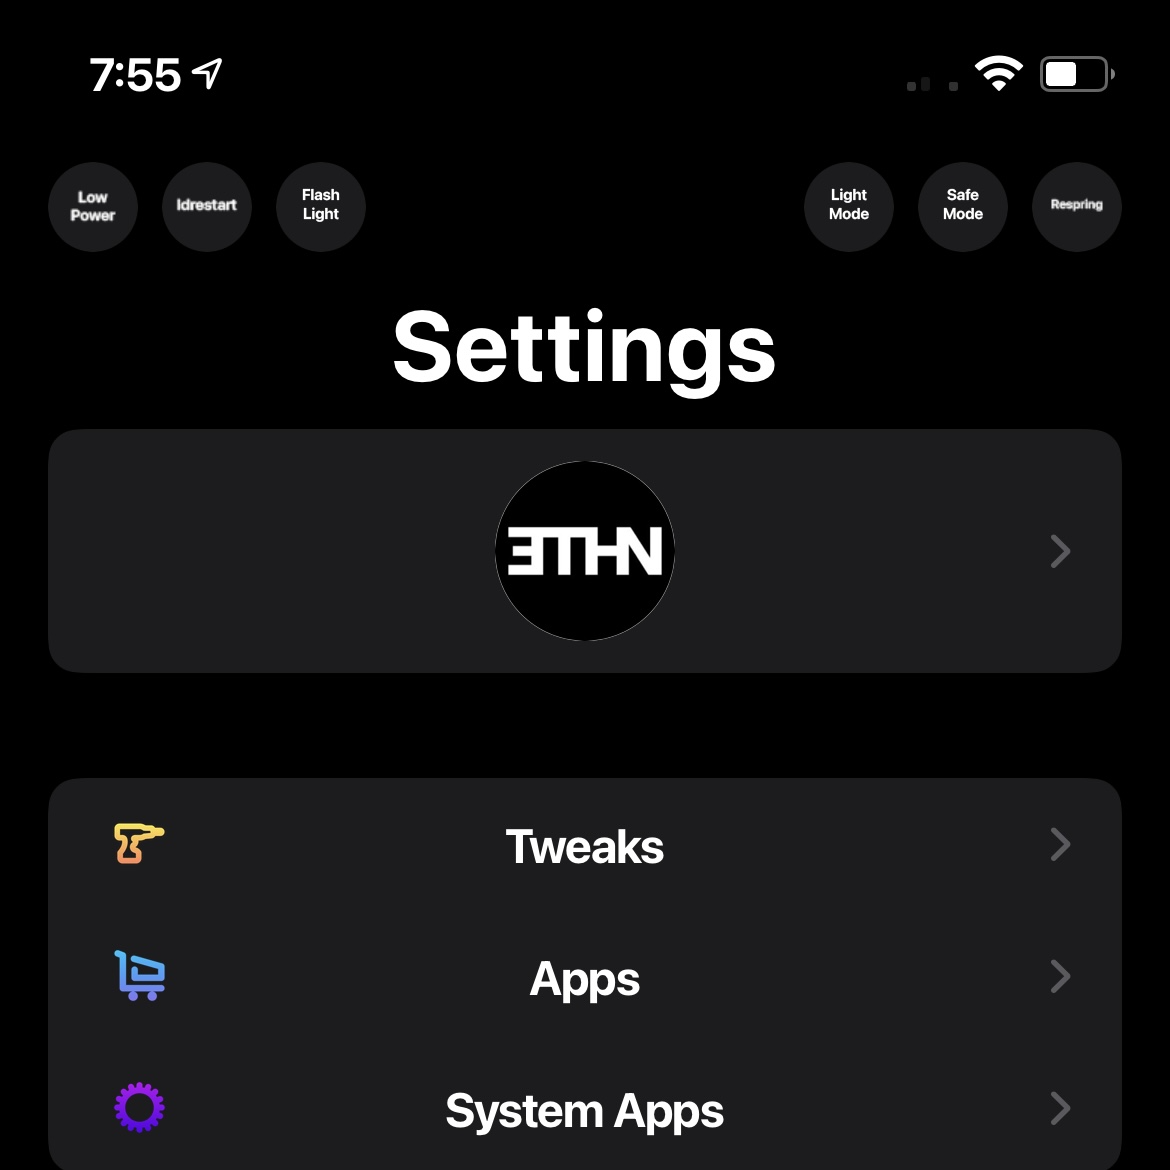 7:55
Low
Power
ldrestart
Flash
Light
Light
Mode
Safe
Mode
Respring
Settings
ETHN
Tweaks
Apps
System Apps